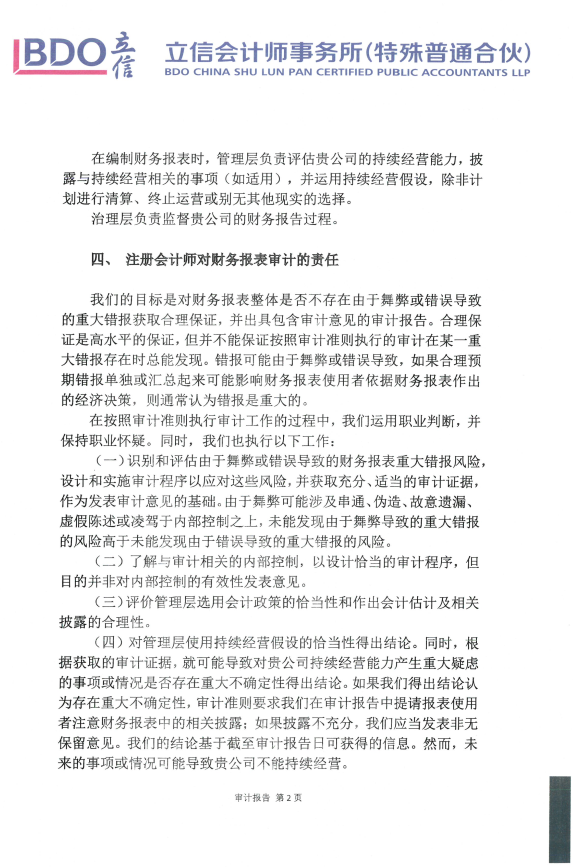 BDO 立信 立信会计师事务所(特殊普通合伙)
BDO CHINA SHU LUN PAN CERTIFIED PUBLIC ACCOUNTANTS LLP
在编制财务报表时，管理层负责评估贵公司的持续经营能力，披
露与持续经营相关的事项（如适用），并运用持续经营假设，除非计
划进行清算、终止运营或别无其他现实的选择。
治理层负责监督贵公司的财务报告过程。
四、 注册会计师对财务报表审计的责任
我们的目标是对财务报表整体是否不存在由于舞弊或错误导致
的重大错报获取合理保证，并出具包含审计意见的审计报告。合理保
证是高水平的保证，但并不能保证按照审计准则执行的审计在某一重
大错报存在时总能发现。错报可能由于舞弊或错误导致，如果合理预
期错报单独或汇总起来可能影响财务报表使用者依据财务报表作出
的经济决策，则通常认为错报是重大的。
在按照审计准则执行审计工作的过程中，我们运用职业判断，并
保持职业怀疑。同时，我们也执行以下工作：
（一）识别和评估由于舞弊或错误导致的财务报表重大错报风险，
设计和实施审计程序以应对这些风险，并获取充分、适当的审计证据，
作为发表审计意见的基础。由于舞弊可能涉及串通、伪造、故意遗漏、
虚假陈述或凌驾于内部控制之上，未能发现由于舞弊导致的重大错报
的风险高于未能发现由于错误导致的重大错报的风险。
（二）了解与审计相关的内部控制，以设计恰当的审计程序，但
目的并非对内部控制的有效性发表意见。
（三）评价管理层选用会计政策的恰当性和作出会计估计及相关
披露的合理性。
（四）对管理层使用持续经营假设的恰当性得出结论。同时，根
据获取的审计证据，就可能导致对贵公司持续经营能力产生重大疑虑
的事项或情况是否存在重大不确定性得出结论。如果我们得出结论认
为存在重大不确定性，审计准则要求我们在审计报告中提请报表使用
者注意财务报表中的相关披露；如果披露不充分，我们应当发表非无
保留意见。我们的结论基于截至审计报告日可获得的信息。然而，未
来的事项或情况可能导致贵公司不能持续经营。
审计报告 第 2 页